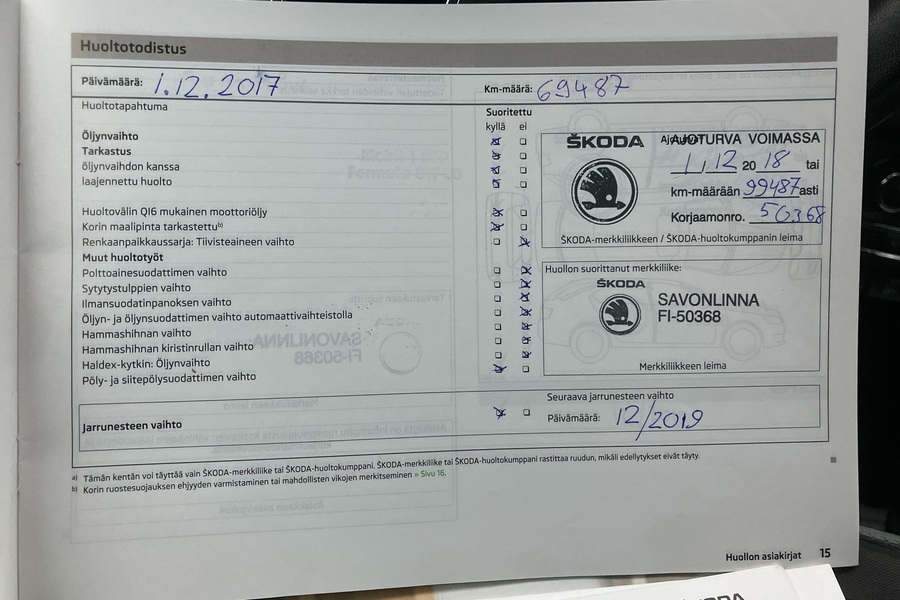 Huoltotodistus
Päivämäärä: 1.12.2017
Km-määrä: 69487
Huoltotapahtuma
Suoritettu
kyllä ei
Öljynvaihto
Tarkastus
öljynvaihdon kanssa
laajennettu huolto
Huoltovälin QI6 mukainen moottoriöljy
Korin maalipinta tarkastettu b)
Renkaanpaikkaussarja: Tiivisteaineen vaihto
Muut huoltotyöt
Polttoainesuodattimen vaihto
Sytytystulppien vaihto
Ilmansuodatinpanoksen vaihto
Öljyn- ja öljynsuodattimen vaihto automaattivaihteistolla
Hammashihnan vaihto
Hammashihnan kiristinrullan vaihto
Haldex-kytkin: Öljynvaihto
Pöly- ja siitepölysuodattimen vaihto
ŠKODA
AJOTURVA VOIMASSA
1, 12 2018 tai
km-määrään 99487 asti
Korjaamonro. 50368
ŠKODA-merkkiliikkeen / ŠKODA-huoltokumppanin leima
Huollon suorittanut merkkiliike:
ŠKODA
SAVONLINNA
FI-50368
Merkkiliikkeen leima
Jarrunesteen vaihto
Seuraava jarrunesteen vaihto
Päivämäärä: 12/2019
a) Tämän kentän voi täyttää vain ŠKODA-merkkiliike tai ŠKODA-huoltokumppani. ŠKODA-merkkiliike tai ŠKODA-huoltokumppani rastittaa ruudun, mikäli edellytykset eivät täyty.
b) Korin ruostesuojauksen ehjyyden varmistaminen tai mahdollisten vikojen merkitseminen » Sivu 16.
Huollon asiakirjat 15